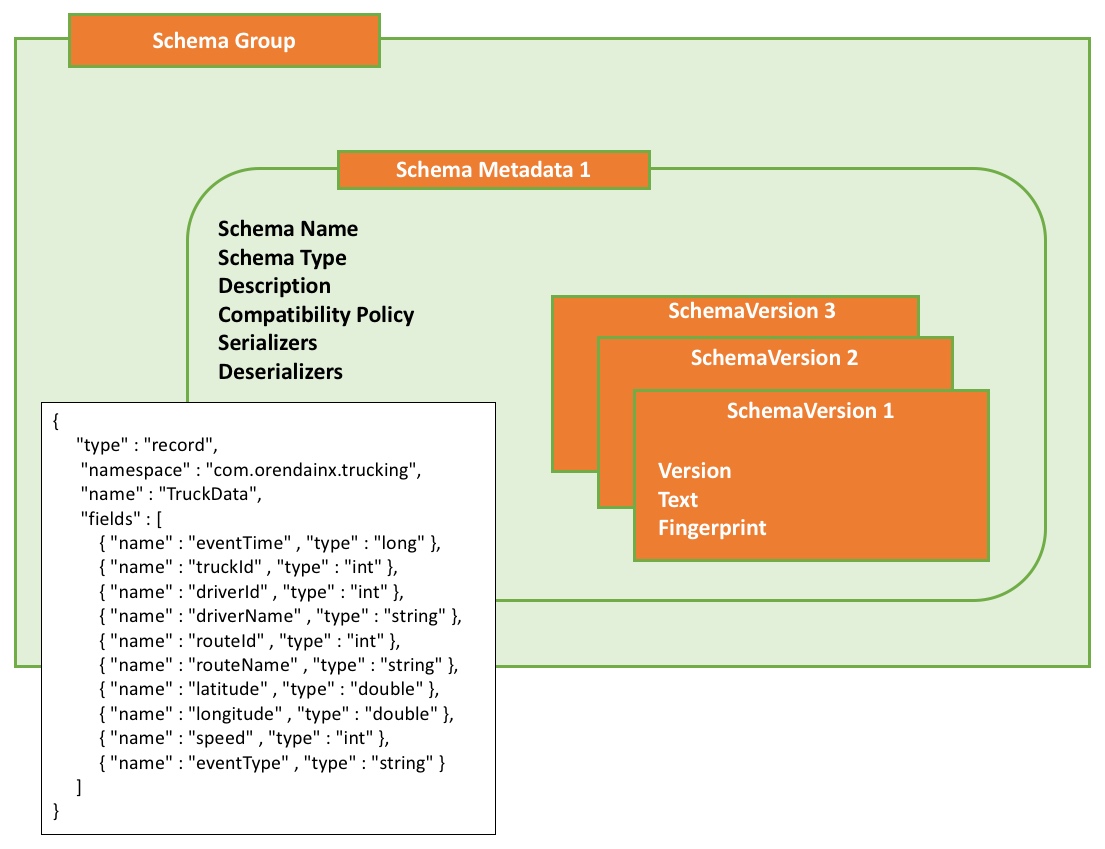 Schema Group
Schema Metadata 1
Schema Name
Schema Type
Description
Compatibility Policy
Serializers
Deserializers
SchemaVersion 3
SchemaVersion 2
SchemaVersion 1
Version
Text
Fingerprint
{
"type" : "record",
"namespace" : "com.orendainx.trucking",
"name" : "TruckData",
"fields" : [
{ "name" : "eventTime" , "type" : "long" },
{ "name" : "truckId" , "type" : "int" },
{ "name" : "driverId" , "type" : "int" },
{ "name" : "driverName" , "type" : "string" },
{ "name" : "routeId" , "type" : "int" },
{ "name" : "routeName" , "type" : "string" },
{ "name" : "latitude" , "type" : "double" },
{ "name" : "longitude" , "type" : "double" },
{ "name" : "speed" , "type" : "int" },
{ "name" : "eventType" , "type" : "string" }
]
}